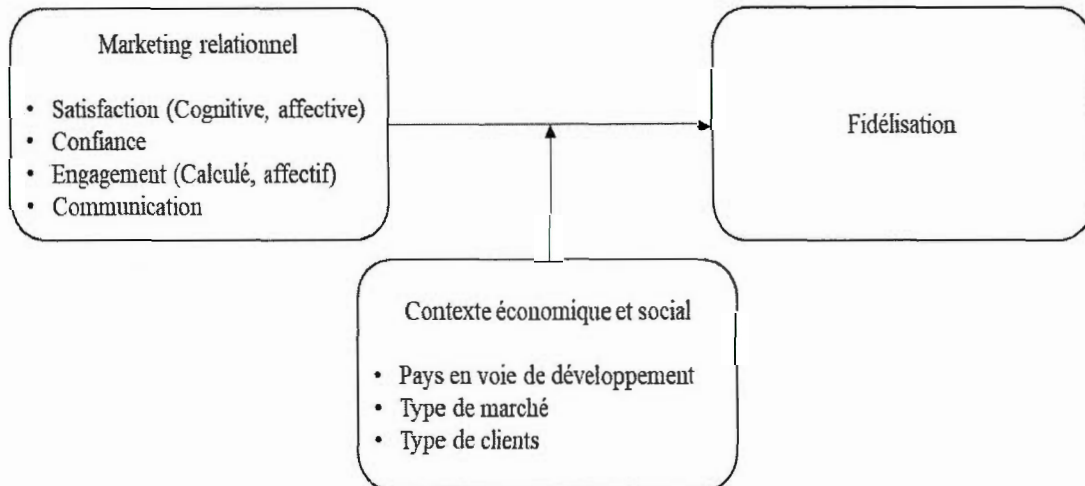 Marketing relationnel
• Satisfaction (Cognitive, affective)
• Confiance
• Engagement (Calculé, affectif)
• Communication
Fidélisation
Contexte économique et social
• Pays en voie de développement
• Type de marché
• Type de clients